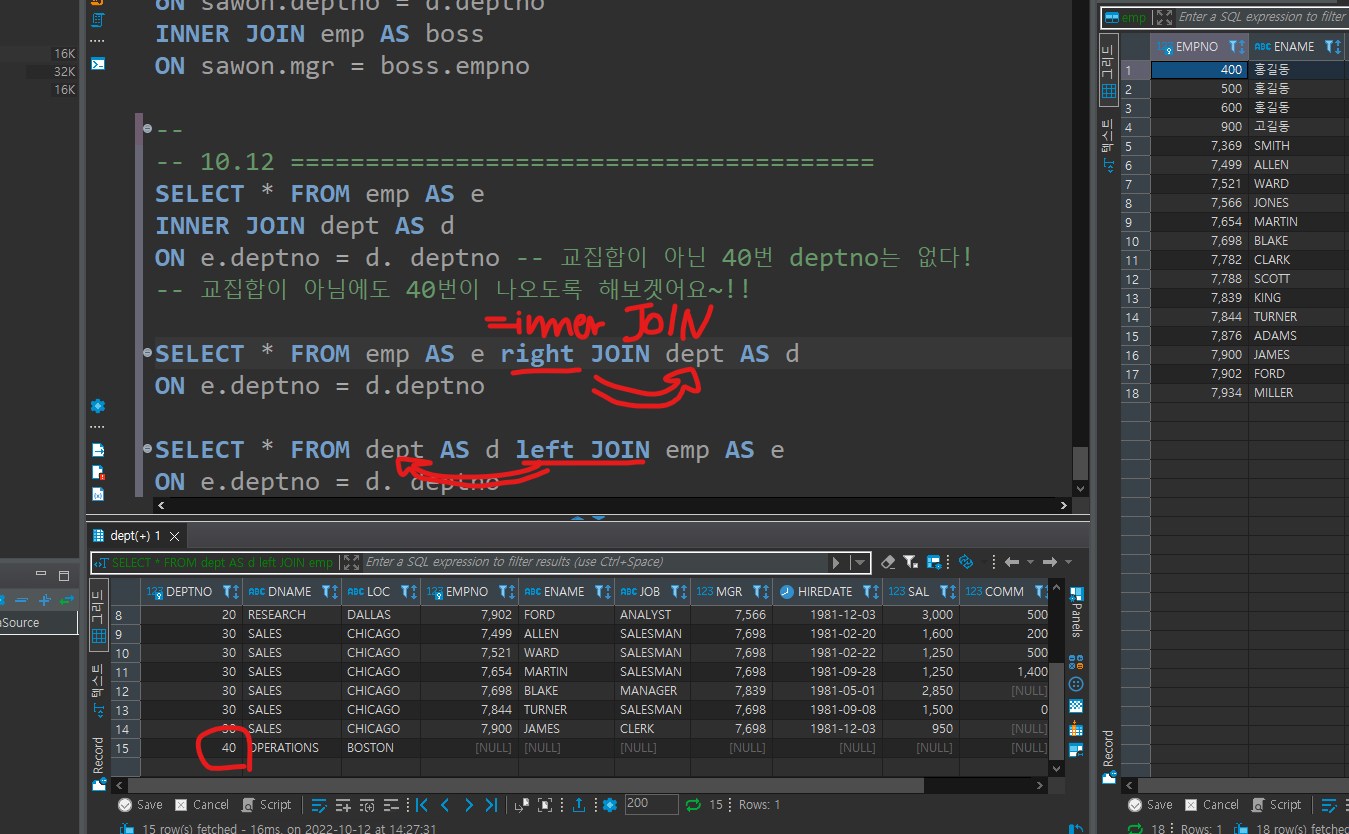 16K
32K
16K
ON sawon.deptno = d.deptno
INNER JOIN emp AS boss
ON sawon.mgr = boss.empno
--
-- 10.12 =======================================
SELECT * FROM emp AS e
INNER JOIN dept AS d
ON e.deptno = d. deptno -- 교집합이 아닌 40번 deptno는 없다!
-- 교집합이 아님에도 40번이 나오도록 해보겟어요~!!
=inner JOIN
SELECT * FROM emp AS e right JOIN dept AS d
ON e.deptno = d.deptno
SELECT * FROM dept AS d left JOIN emp AS e
ON e.deptno = d. deptno
aSource
dept(+) 1
SELECT * FROM dept AS d left JOIN emp
Enter a SQL expression to filter results (use Ctrl+Space)
그리드
텍스트
Record
123 DEPTNO ABC DNAME ABC LOC 123 EMPNO ABC ENAME ABC JOB 123 MGR HIREDATE 123 SAL 123 COMM
8 20 RESEARCH DALLAS 7,902 FORD ANALYST 7,566 1981-12-03 3,000 500
9 30 SALES CHICAGO 7,499 ALLEN SALESMAN 7,698 1981-02-20 1,600 200
10 30 SALES CHICAGO 7,521 WARD SALESMAN 7,698 1981-02-22 1,250 500
11 30 SALES CHICAGO 7,654 MARTIN SALESMAN 7,698 1981-09-28 1,250 1,400
12 30 SALES CHICAGO 7,698 BLAKE MANAGER 7,839 1981-05-01 2,850 [NULL]
13 30 SALES CHICAGO 7,844 TURNER SALESMAN 7,698 1981-09-08 1,500 0
14 30 SALES CHICAGO 7,900 JAMES CLERK 7,698 1981-12-03 950 [NULL]
15 40 OPERATIONS BOSTON [NULL] [NULL] [NULL] [NULL] [NULL] [NULL] [NULL]
Panels
Save Cancel Script 200 15 Rows: 1
15 row(s) fetched - 16ms, on 2022-10-12 at 14:27:31
emp
Enter a SQL expression to filter
그리드
텍스트
Record
123 EMPNO ABC ENAME
1 400 홍길동
2 500 홍길동
3 600 홍길동
4 900 고길동
5 7,369 SMITH
6 7,499 ALLEN
7 7,521 WARD
8 7,566 JONES
9 7,654 MARTIN
10 7,698 BLAKE
11 7,782 CLARK
12 7,788 SCOTT
13 7,839 KING
14 7,844 TURNER
15 7,876 ADAMS
16 7,900 JAMES
17 7,902 FORD
18 7,934 MILLER
Save Cancel Script
18 Rows: 1 18 row(s) fetched